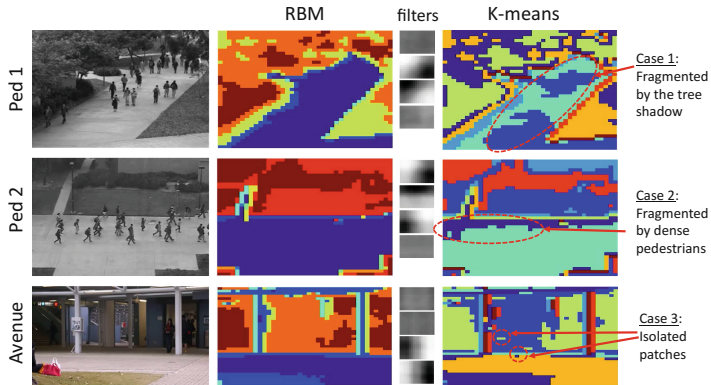 RBM
filters
K-means
Ped 1
Case 1:
Fragmented
by the tree
shadow
Ped 2
Case 2:
Fragmented
by dense
pedestrians
Avenue
Case 3:
Isolated
patches